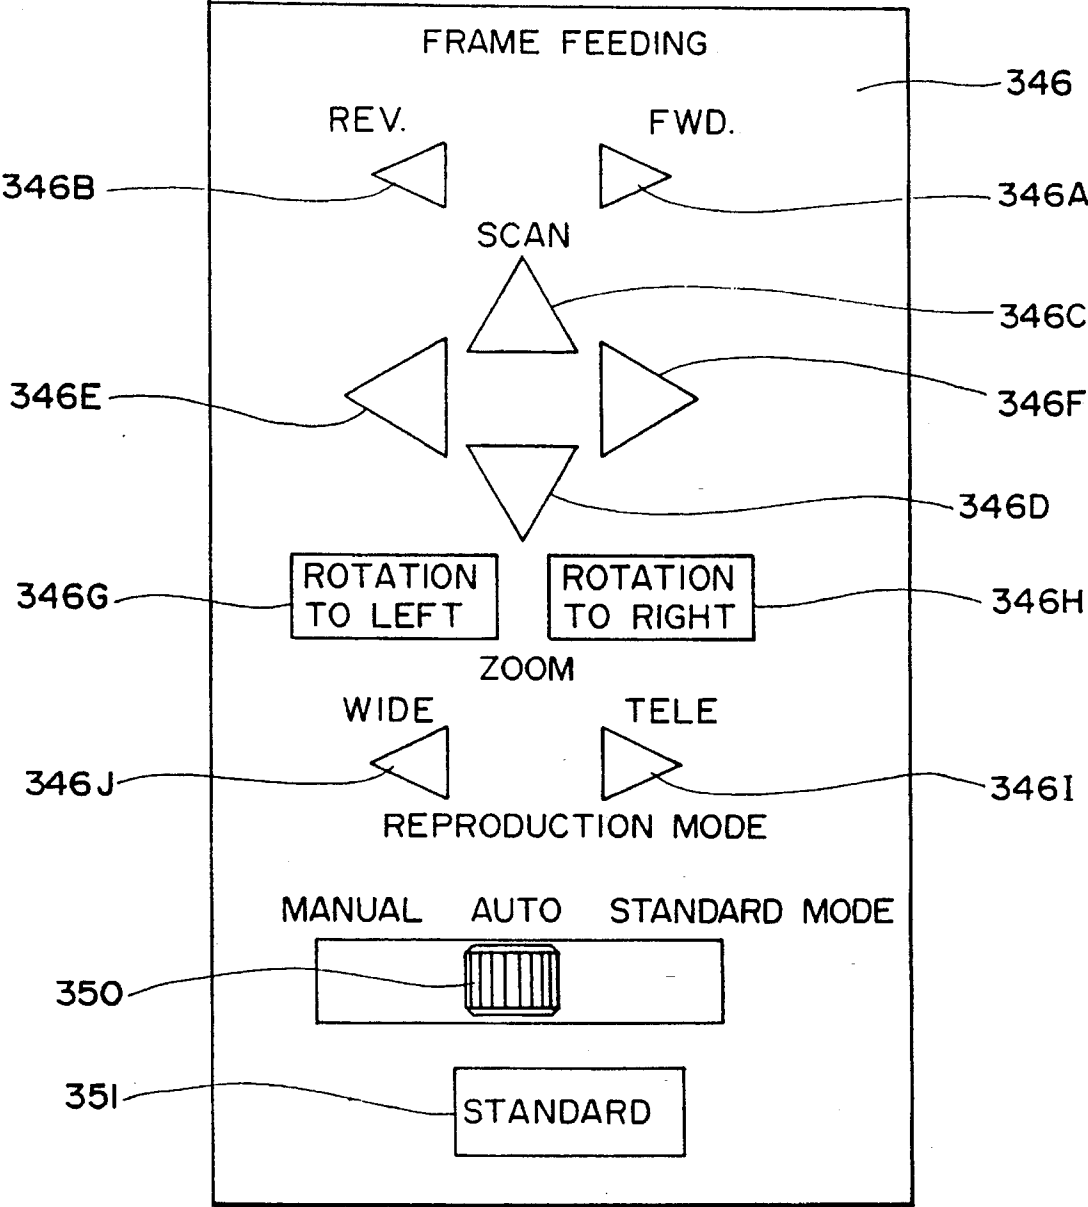 FRAME FEEDING
346
REV.
FWD.
346B
346A
SCAN
346C
346E
346F
346D
346G
ROTATION
TO LEFT
ROTATION
TO RIGHT
346H
ZOOM
WIDE
TELE
346J
346I
REPRODUCTION MODE
MANUAL AUTO STANDARD MODE
350
351
STANDARD